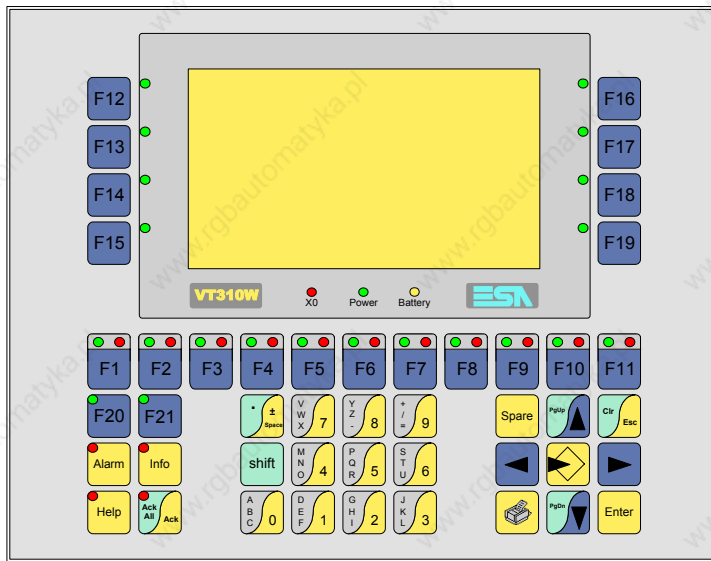 F12 F16
F13 F17
F14 F18
F15 F19
VT310W X0 Power Battery ESA
F1 F2 F3 F4 F5 F6 F7 F8 F9 F10 F11
F20 F21 . ± Space V W X 7 Y Z - 8 + / = 9 Spare PgUp Clr Esc
Alarm Info shift M N O 4 P Q R 5 S T U 6
Help Ack All Ack A B C 0 D E F 1 G H I 2 J K L 3 PgDn Enter
www.rgbautomatyka.pl